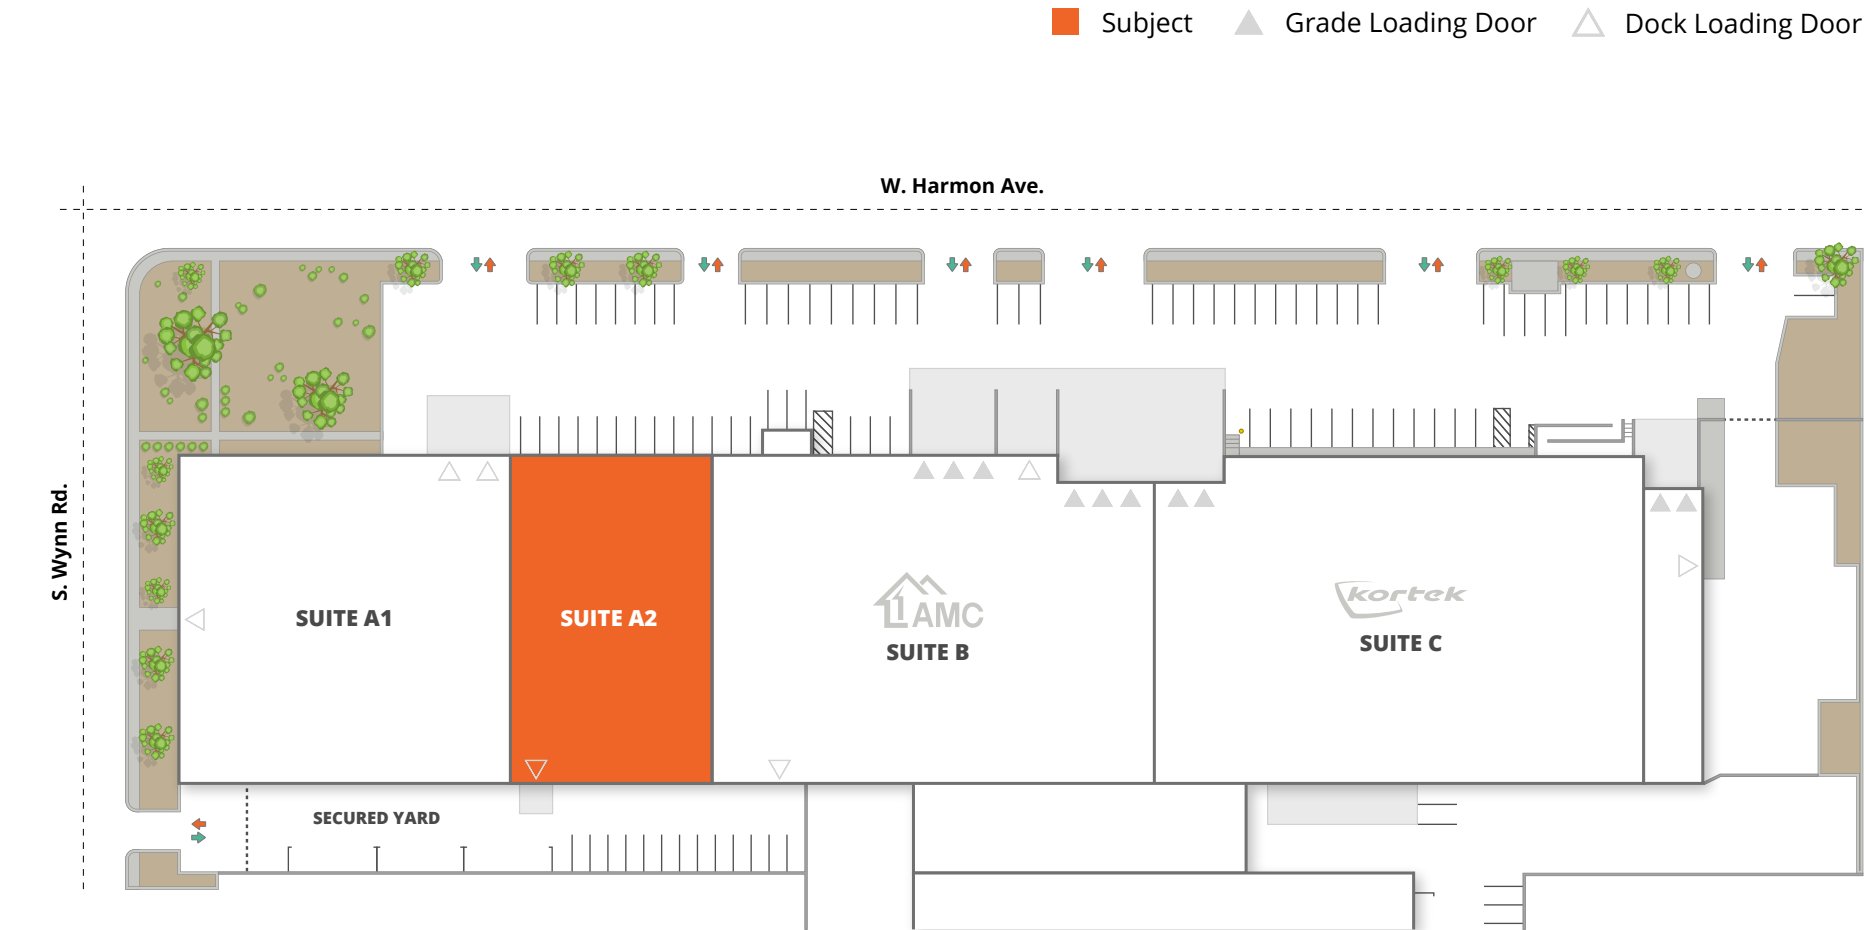 Subject
Grade Loading Door
Dock Loading Door
W. Harmon Ave.
S. Wynn Rd.
SUITE A1
SUITE A2
AMC
SUITE B
kortek
SUITE C
SECURED YARD